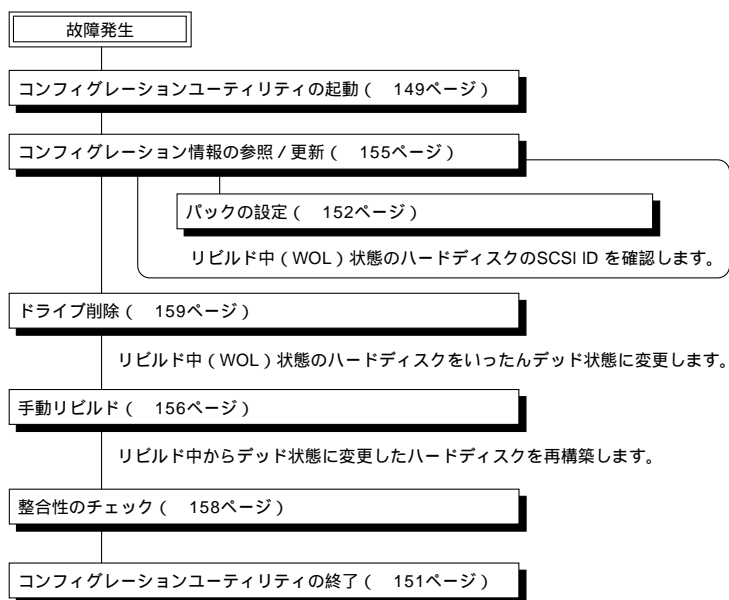 故障発生
コンフィグレーションユーティリティの起動（　149ページ）
コンフィグレーション情報の参照／更新（　155ページ）
パックの設定（　152ページ）
リビルド中（WOL）状態のハードディスクのSCSI ID を確認します。
ドライブ削除（　159ページ）
リビルド中（WOL）状態のハードディスクをいったんデッド状態に変更します。
手動リビルド（　156ページ）
リビルド中からデッド状態に変更したハードディスクを再構築します。
整合性のチェック（　158ページ）
コンフィグレーションユーティリティの終了（　151ページ）